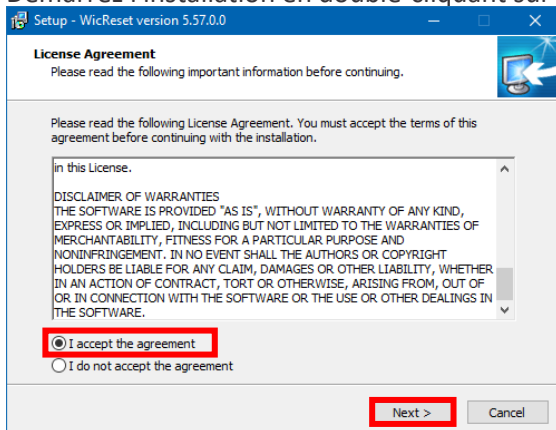 Démarrez l'installation en double-cliquant sur
Setup - WicReset version 5.57.0.0
License Agreement
Please read the following important information before continuing.
Please read the following License Agreement. You must accept the terms of this
agreement before continuing with the installation.
in this License.
DISCLAIMER OF WARRANTIES
THE SOFTWARE IS PROVIDED "AS IS", WITHOUT WARRANTY OF ANY KIND,
EXPRESS OR IMPLIED, INCLUDING BUT NOT LIMITED TO THE WARRANTIES OF
MERCHANTABILITY, FITNESS FOR A PARTICULAR PURPOSE AND
NONINFRINGEMENT. IN NO EVENT SHALL THE AUTHORS OR COPYRIGHT
HOLDERS BE LIABLE FOR ANY CLAIM, DAMAGES OR OTHER LIABILITY, WHETHER
IN AN ACTION OF CONTRACT, TORT OR OTHERWISE, ARISING FROM, OUT OF
OR IN CONNECTION WITH THE SOFTWARE OR THE USE OR OTHER DEALINGS IN
THE SOFTWARE.
I accept the agreement
I do not accept the agreement
Next >
Cancel